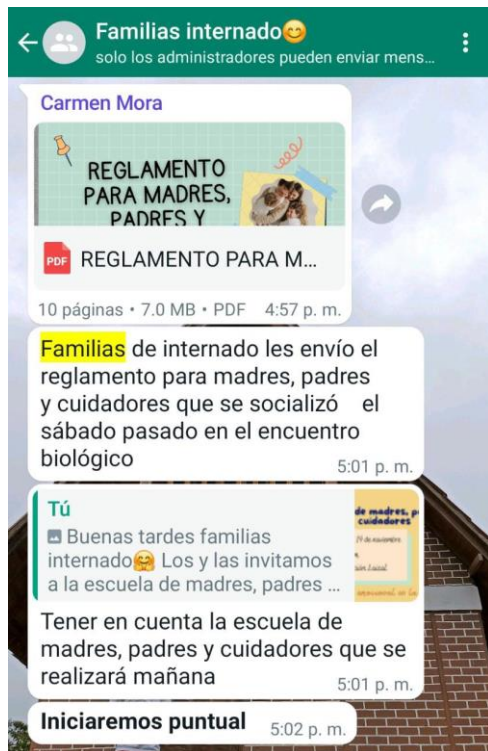 Familias internado😊
solo los administradores pueden enviar mens...
Carmen Mora
REGLAMENTO
PARA MADRES,
PADRES Y
PDF REGLAMENTO PARA M...
10 páginas • 7.0 MB • PDF 4:57 p. m.
Familias de internado les envío el
reglamento para madres, padres
y cuidadores que se socializó el
sábado pasado en el encuentro
biológico
5:01 p. m.
Tú
Buenas tardes familias
internado🤗 Los y las invitamos
a la escuela de madres, padres ...
de madres, p
cuidadores
Tener en cuenta la escuela de
madres, padres y cuidadores que se
realizará mañana
5:01 p. m.
Iniciaremos puntual 5:02 p. m.